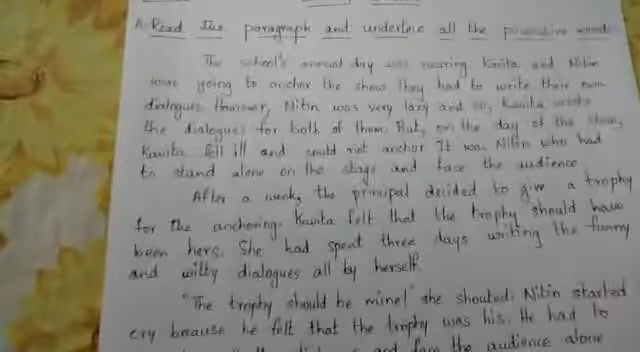 A. Read the paragraph and underline all the possessive words
The school's annual day was nearing Kavita and Nitin
were going to anchor the show They had to write their own
dialogues However, Nitin was very lazy and so, Kavita wrote
the dialogues for both of them. But, on the day of the show,
Kavita fell ill and could not anchor It was Nitin who had
to stand alone on the stage and face the audience
After a week, the principal decided to give a trophy
for the anchoring. Kavita felt that the trophy should have
been hers. She had spent three days writing the funny
and witty dialogues all by herself.
"The trophy should be mine!" she shouted. Nitin started
cry because he felt that the trophy was his. He had to
and face the audience alone